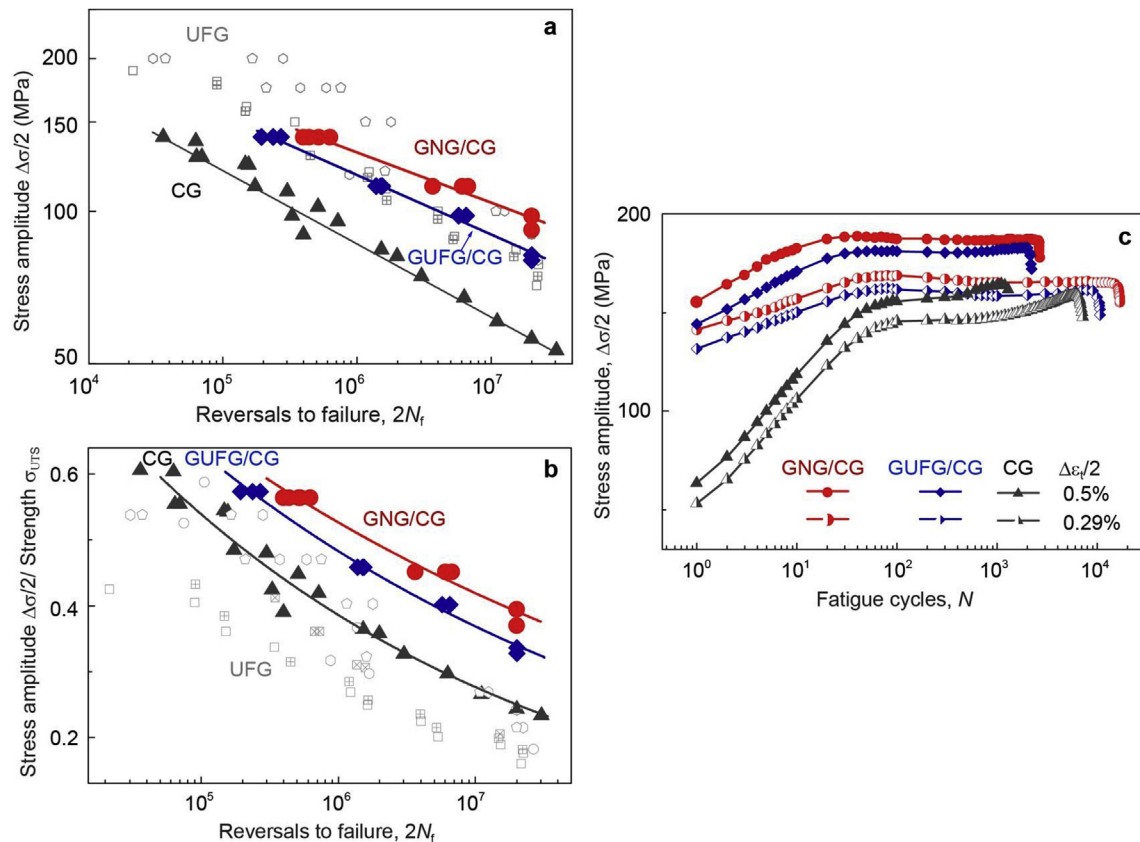 a
UFG
200
150
100
50
GNG/CG
CG
GUFG/CG
Stress amplitude Δσ/2 (MPa)
10⁴ 10⁵ 10⁶ 10⁷
Reversals to failure, 2Nf
b
CG GUFG/CG
GNG/CG
UFG
0.6
0.4
0.2
Stress amplitude Δσ/2/ Strength σUTS
10⁵ 10⁶ 10⁷
Reversals to failure, 2Nf
c
200
100
Stress amplitude, Δσ/2 (MPa)
GNG/CG GUFG/CG CG Δεt/2
0.5%
0.29%
10⁰ 10¹ 10² 10³ 10⁴
Fatigue cycles, N